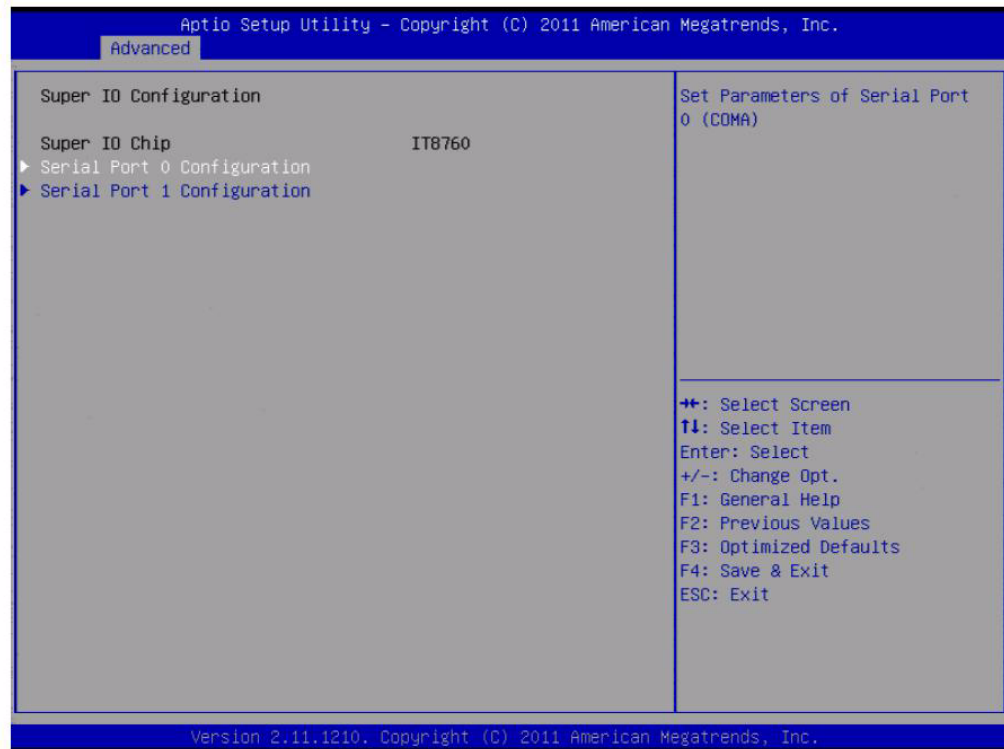 Aptio Setup Utility – Copyright (C) 2011 American Megatrends, Inc.
Advanced
Super IO Configuration
Super IO Chip IT8760
Serial Port 0 Configuration
Serial Port 1 Configuration
Set Parameters of Serial Port
0 (COMA)
→←: Select Screen
↑↓: Select Item
Enter: Select
+/-: Change Opt.
F1: General Help
F2: Previous Values
F3: Optimized Defaults
F4: Save & Exit
ESC: Exit
Version 2.11.1210. Copyright (C) 2011 American Megatrends, Inc.